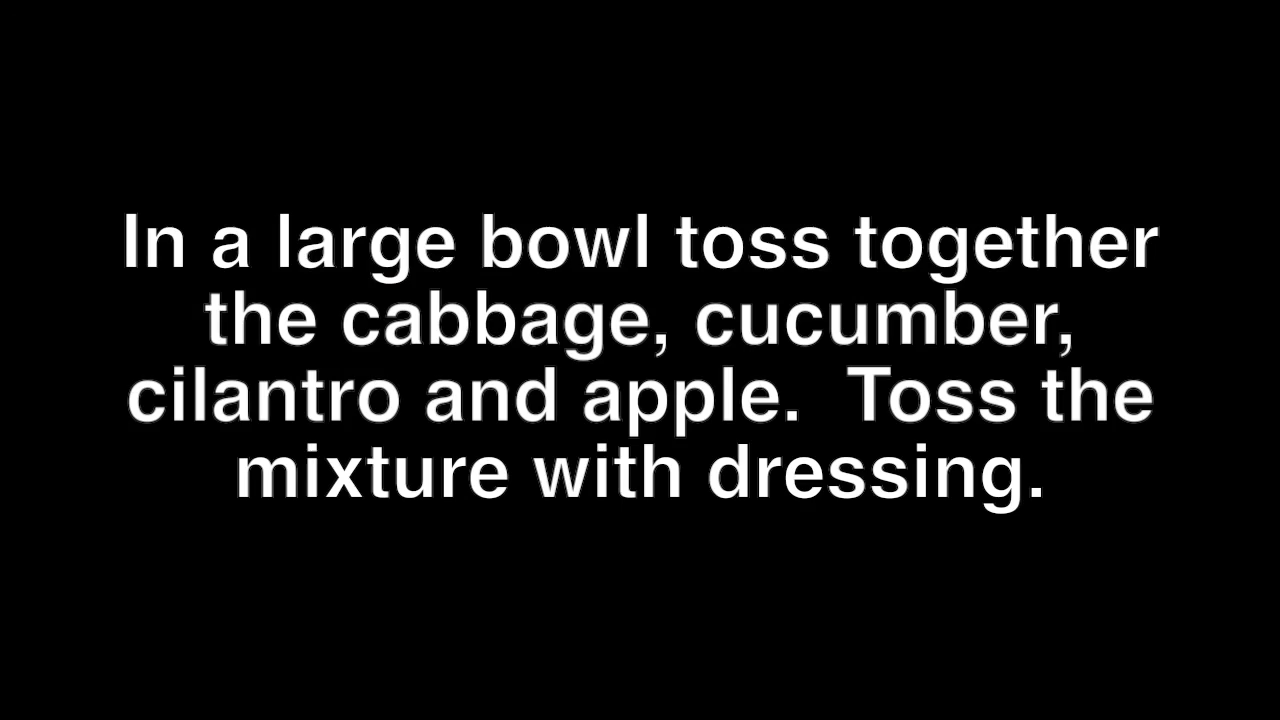 In a large bowl toss together
the cabbage, cucumber,
cilantro and apple.  Toss the
mixture with dressing.